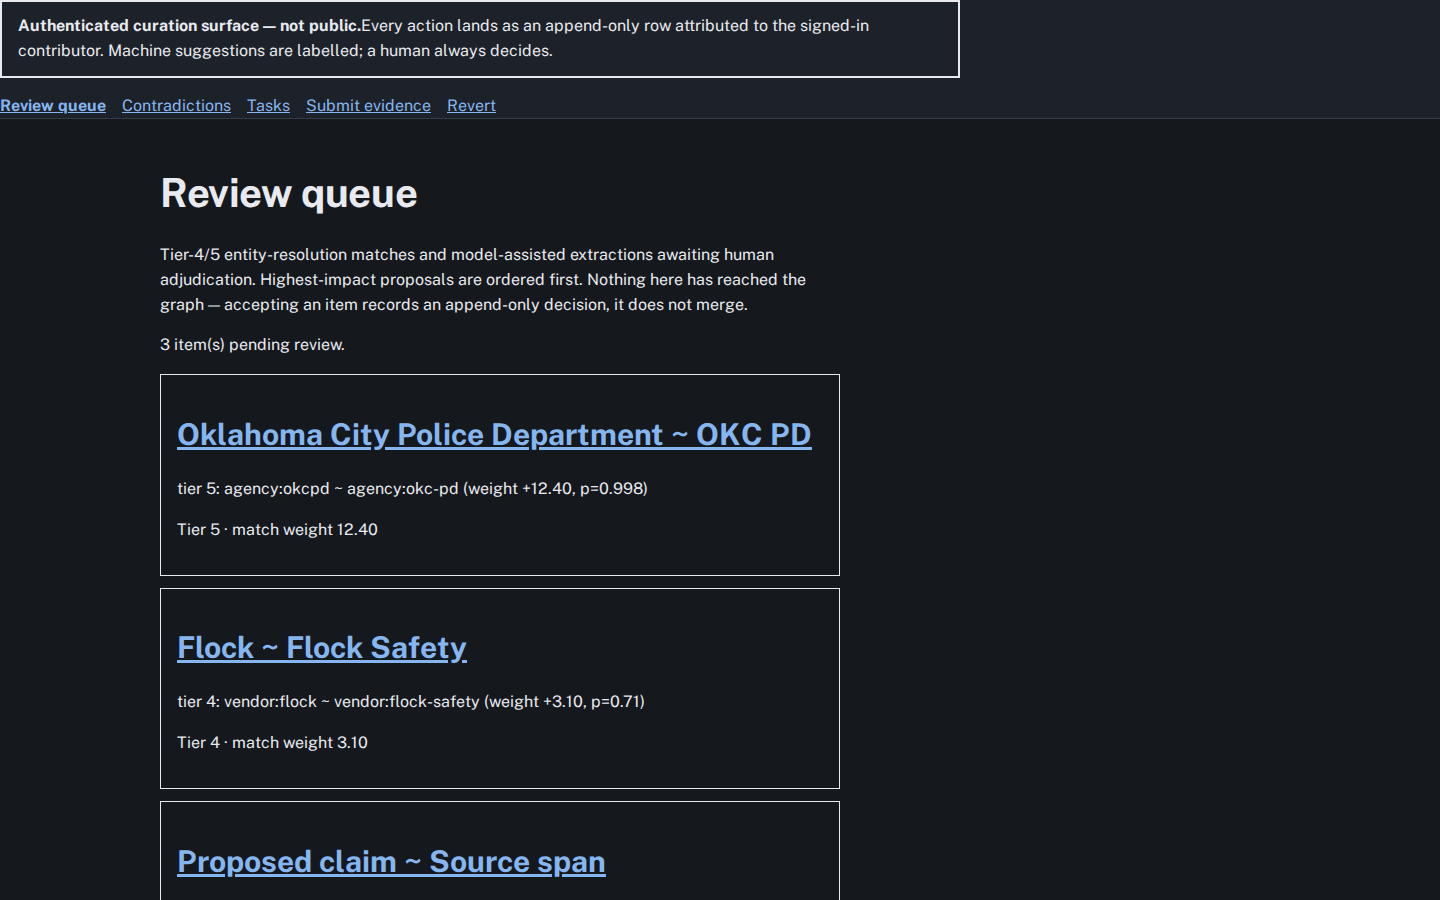 Authenticated curation surface — not public.Every action lands as an append-only row attributed to the signed-in
contributor. Machine suggestions are labelled; a human always decides.
Review queue Contradictions Tasks Submit evidence Revert
Review queue
Tier-4/5 entity-resolution matches and model-assisted extractions awaiting human
adjudication. Highest-impact proposals are ordered first. Nothing here has reached the
graph — accepting an item records an append-only decision, it does not merge.
3 item(s) pending review.
Oklahoma City Police Department ~ OKC PD
tier 5: agency:okcpd ~ agency:okc-pd (weight +12.40, p=0.998)
Tier 5 · match weight 12.40
Flock ~ Flock Safety
tier 4: vendor:flock ~ vendor:flock-safety (weight +3.10, p=0.71)
Tier 4 · match weight 3.10
Proposed claim ~ Source span